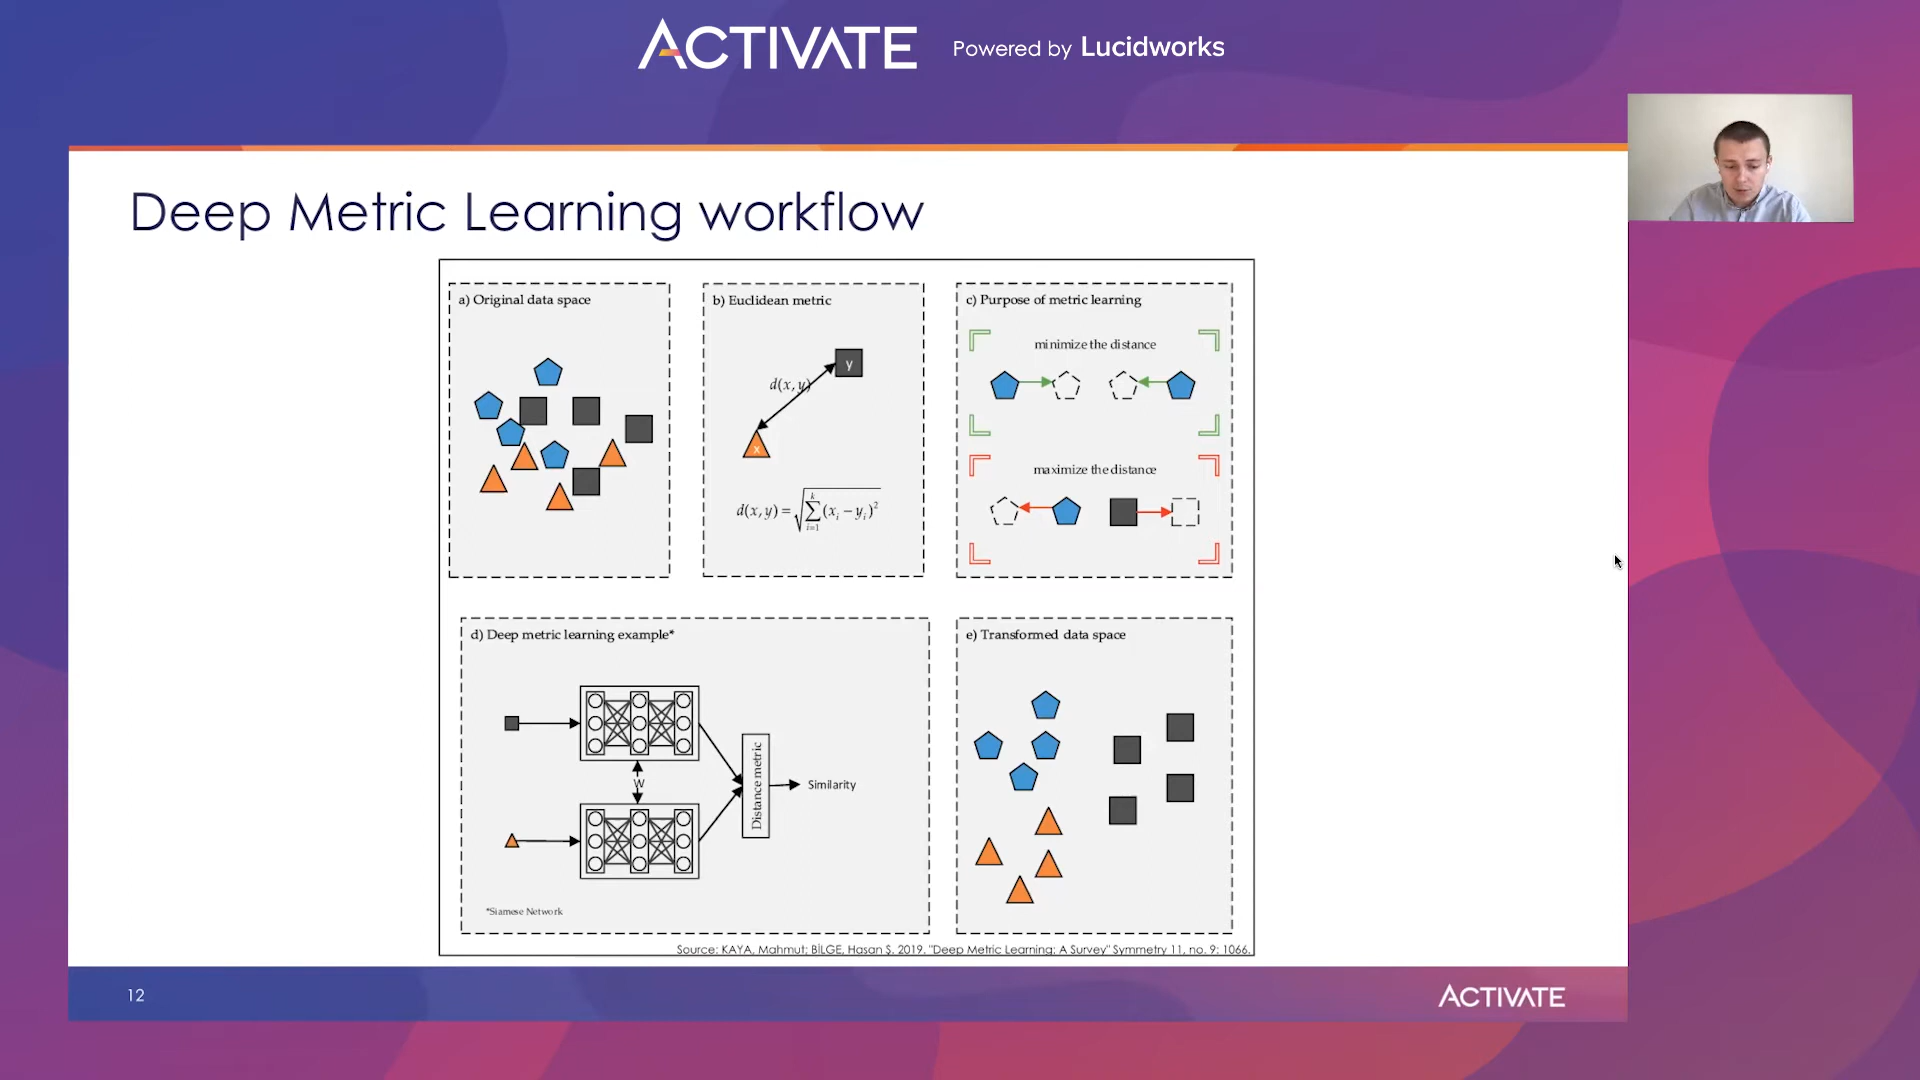 ACTIVATE Powered by Lucidworks
Deep Metric Learning workflow
a) Original data space
b) Euclidean metric
y
d(x, y)
x
d(x, y) = √∑ᵢ₌₁ᵏ(xᵢ − yᵢ)²
c) Purpose of metric learning
minimize the distance
maximize the distance
d) Deep metric learning example*
W
Distance metric
Similarity
*Siamese Network
e) Transformed data space
Source: KAYA, Mahmut; BİLGE, Hasan Ş. 2019. "Deep Metric Learning: A Survey" Symmetry 11, no. 9: 1066.
12
ACTIVATE